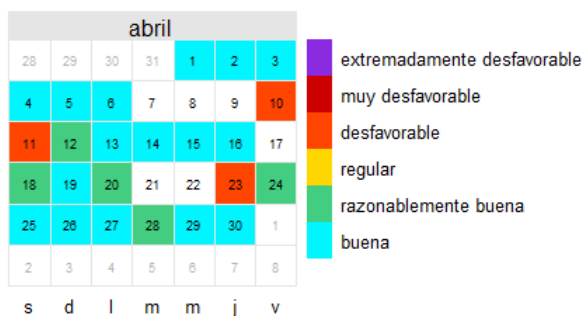 abril
28 29 30 31 1 2 3
4 5 6 7 8 9 10
11 12 13 14 15 16 17
18 19 20 21 22 23 24
25 26 27 28 29 30 1
2 3 4 5 6 7 8
s d l m m j v
extremadamente desfavorable
muy desfavorable
desfavorable
regular
razonablemente buena
buena